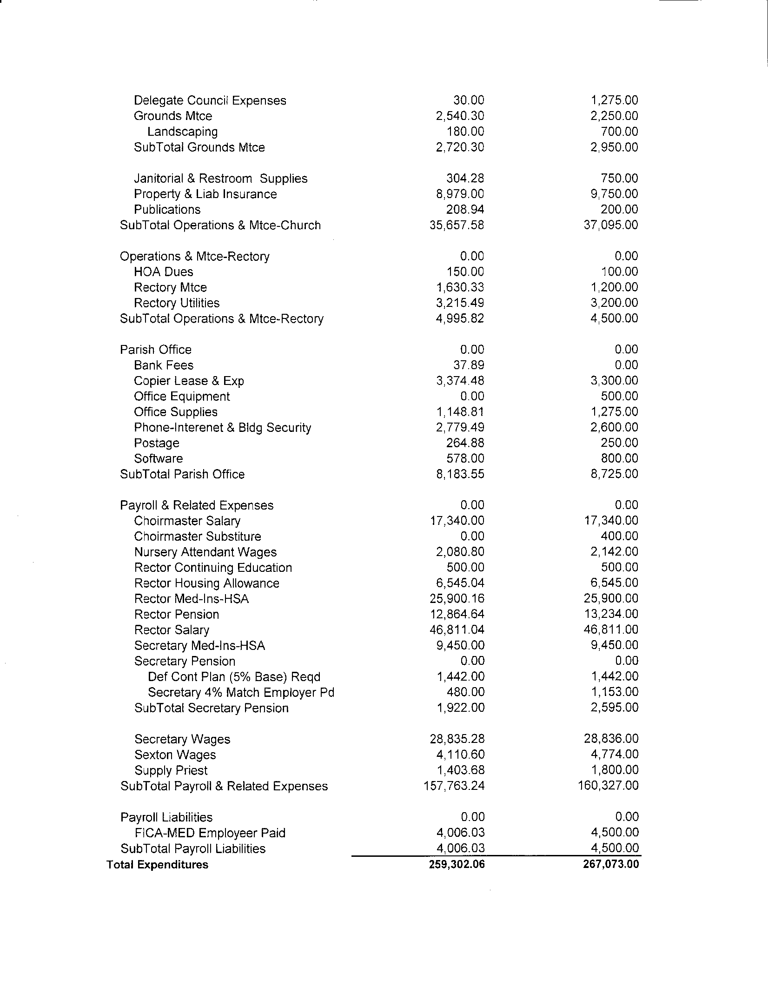 Delegate Council Expenses 30.00 1,275.00
Grounds Mtce 2,540.30 2,250.00
Landscaping 180.00 700.00
SubTotal Grounds Mtce 2,720.30 2,950.00
Janitorial & Restroom Supplies 304.28 750.00
Property & Liab Insurance 8,979.00 9,750.00
Publications 208.94 200.00
SubTotal Operations & Mtce-Church 35,657.58 37,095.00
Operations & Mtce-Rectory 0.00 0.00
HOA Dues 150.00 100.00
Rectory Mtce 1,630.33 1,200.00
Rectory Utilities 3,215.49 3,200.00
SubTotal Operations & Mtce-Rectory 4,995.82 4,500.00
Parish Office 0.00 0.00
Bank Fees 37.89 0.00
Copier Lease & Exp 3,374.48 3,300.00
Office Equipment 0.00 500.00
Office Supplies 1,148.81 1,275.00
Phone-Interenet & Bldg Security 2,779.49 2,600.00
Postage 264.88 250.00
Software 578.00 800.00
SubTotal Parish Office 8,183.55 8,725.00
Payroll & Related Expenses 0.00 0.00
Choirmaster Salary 17,340.00 17,340.00
Choirmaster Substiture 0.00 400.00
Nursery Attendant Wages 2,080.80 2,142.00
Rector Continuing Education 500.00 500.00
Rector Housing Allowance 6,545.04 6,545.00
Rector Med-Ins-HSA 25,900.16 25,900.00
Rector Pension 12,864.64 13,234.00
Rector Salary 46,811.04 46,811.00
Secretary Med-Ins-HSA 9,450.00 9,450.00
Secretary Pension 0.00 0.00
Def Cont Plan (5% Base) Reqd 1,442.00 1,442.00
Secretary 4% Match Employer Pd 480.00 1,153.00
SubTotal Secretary Pension 1,922.00 2,595.00
Secretary Wages 28,835.28 28,836.00
Sexton Wages 4,110.60 4,774.00
Supply Priest 1,403.68 1,800.00
SubTotal Payroll & Related Expenses 157,763.24 160,327.00
Payroll Liabilities 0.00 0.00
FICA-MED Employeer Paid 4,006.03 4,500.00
SubTotal Payroll Liabilities 4,006.03 4,500.00
Total Expenditures 259,302.06 267,073.00